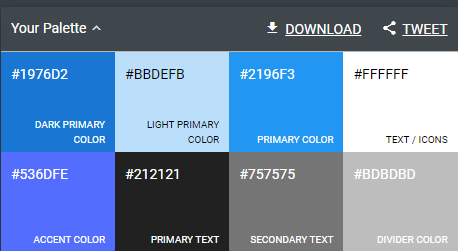 Your Palette DOWNLOAD TWEET
#1976D2 #BBDEFB #2196F3 #FFFFFF
DARK PRIMARY COLOR LIGHT PRIMARY COLOR PRIMARY COLOR TEXT / ICONS
#536DFE #212121 #757575 #BDBDBD
ACCENT COLOR PRIMARY TEXT SECONDARY TEXT DIVIDER COLOR